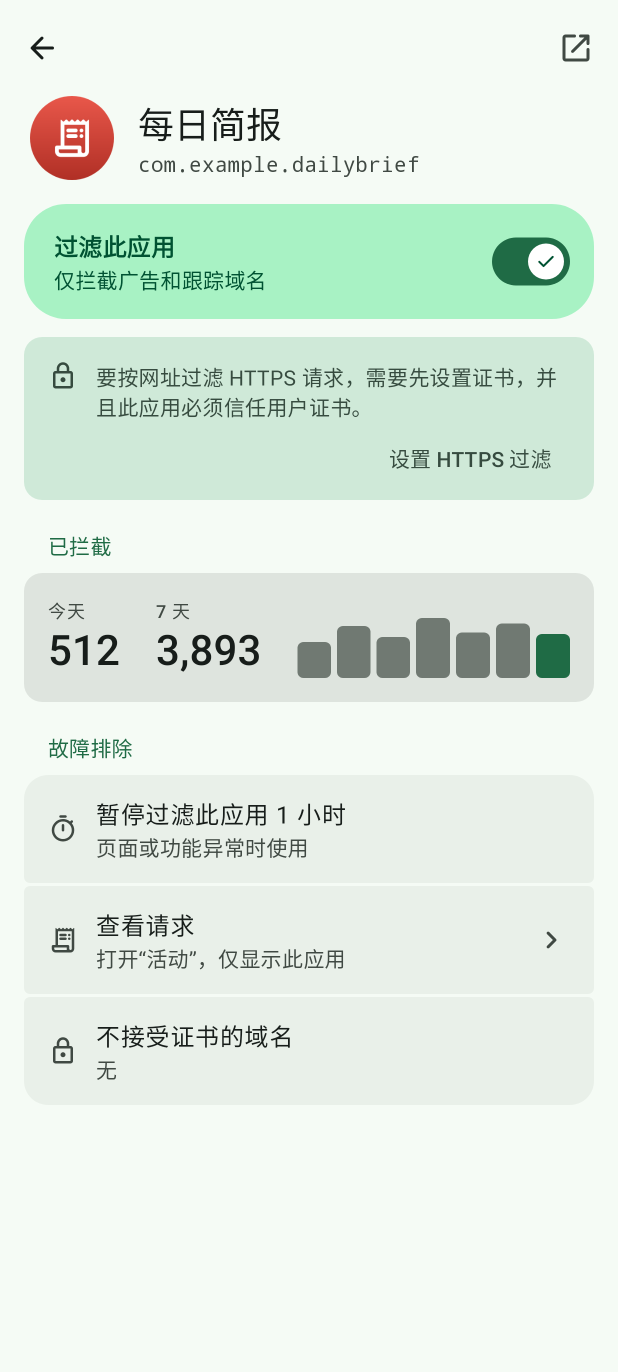 每日简报
com.example.dailybrief
过滤此应用
仅拦截广告和跟踪域名
要按网址过滤 HTTPS 请求，需要先设置证书，并
且此应用必须信任用户证书。
设置 HTTPS 过滤
已拦截
今天
512
7 天
3,893
故障排除
暂停过滤此应用 1 小时
页面或功能异常时使用
查看请求
打开“活动”，仅显示此应用
不接受证书的域名
无